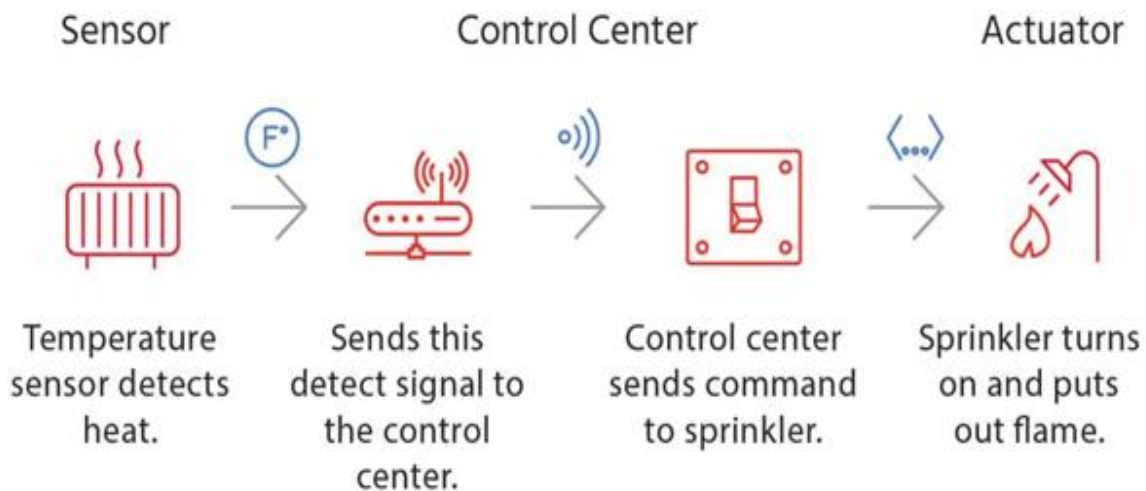 Sensor
Control Center
Actuator
F°
Temperature
sensor detects
heat.
Sends this
detect signal to
the control
center.
Control center
sends command
to sprinkler.
Sprinkler turns
on and puts
out flame.